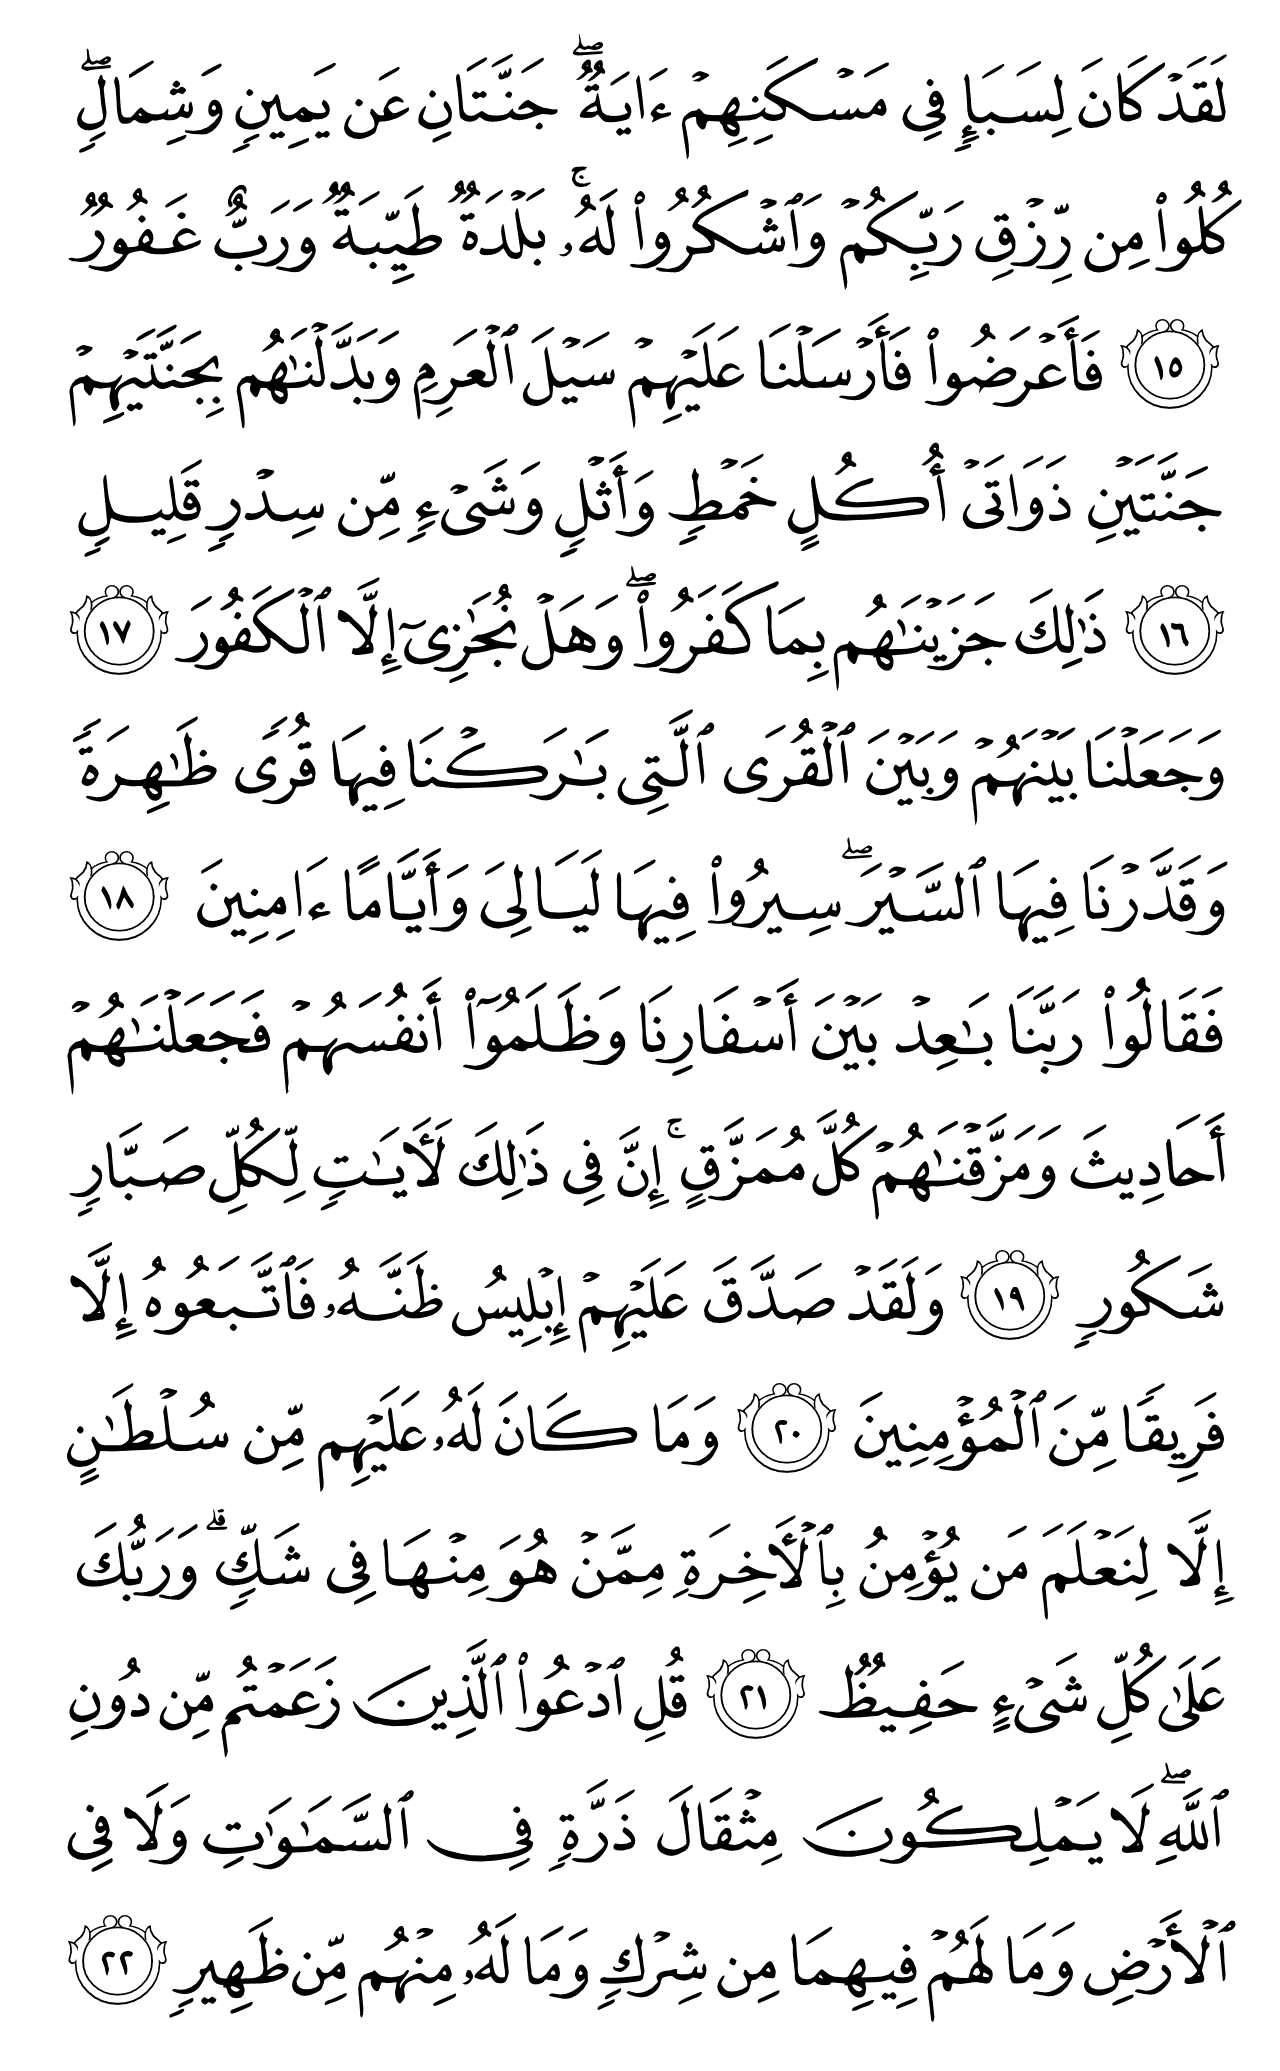 لَقَدۡ كَانَ لِسَبَإٖ فِي مَسۡكَنِهِمۡ ءَايَةٞۖ جَنَّتَانِ عَن يَمِينٖ وَشِمَالٖۖ
كُلُواْ مِن رِّزۡقِ رَبِّكُمۡ وَٱشۡكُرُواْ لَهُۥۚ بَلۡدَةٞ طَيِّبَةٞ وَرَبٌّ غَفُورٞ
١٥ فَأَعۡرَضُواْ فَأَرۡسَلۡنَا عَلَيۡهِمۡ سَيۡلَ ٱلۡعَرِمِ وَبَدَّلۡنَٰهُم بِجَنَّتَيۡهِمۡ
جَنَّتَيۡنِ ذَوَاتَيۡ أُكُلٍ خَمۡطٖ وَأَثۡلٖ وَشَيۡءٖ مِّن سِدۡرٖ قَلِيلٖ
١٦ ذَٰلِكَ جَزَيۡنَٰهُم بِمَا كَفَرُواْۖ وَهَلۡ نُجَٰزِيٓ إِلَّا ٱلۡكَفُورَ ١٧
وَجَعَلۡنَا بَيۡنَهُمۡ وَبَيۡنَ ٱلۡقُرَى ٱلَّتِي بَٰرَكۡنَا فِيهَا قُرٗى ظَٰهِرَةٗ
وَقَدَّرۡنَا فِيهَا ٱلسَّيۡرَۖ سِيرُواْ فِيهَا لَيَالِيَ وَأَيَّامًا ءَامِنِينَ ١٨
فَقَالُواْ رَبَّنَا بَٰعِدۡ بَيۡنَ أَسۡفَارِنَا وَظَلَمُوٓاْ أَنفُسَهُمۡ فَجَعَلۡنَٰهُمۡ
أَحَادِيثَ وَمَزَّقۡنَٰهُمۡ كُلَّ مُمَزَّقٍۚ إِنَّ فِي ذَٰلِكَ لَأٓيَٰتٖ لِّكُلِّ صَبَّارٖ
شَكُورٖ ١٩ وَلَقَدۡ صَدَّقَ عَلَيۡهِمۡ إِبۡلِيسُ ظَنَّهُۥ فَٱتَّبَعُوهُ إِلَّا
فَرِيقٗا مِّنَ ٱلۡمُؤۡمِنِينَ ٢٠ وَمَا كَانَ لَهُۥ عَلَيۡهِم مِّن سُلۡطَٰنٍ
إِلَّا لِنَعۡلَمَ مَن يُؤۡمِنُ بِٱلۡأٓخِرَةِ مِمَّنۡ هُوَ مِنۡهَا فِي شَكّٖۗ وَرَبُّكَ
عَلَىٰ كُلِّ شَيۡءٍ حَفِيظٞ ٢١ قُلِ ٱدۡعُواْ ٱلَّذِينَ زَعَمۡتُم مِّن دُونِ
ٱللَّهِۖ لَا يَمۡلِكُونَ مِثۡقَالَ ذَرَّةٖ فِي ٱلسَّمَٰوَٰتِ وَلَا فِي
ٱلۡأَرۡضِ وَمَا لَهُمۡ فِيهِمَا مِن شِرۡكٖ وَمَا لَهُۥ مِنۡهُم مِّن ظَهِيرٖ ٢٢